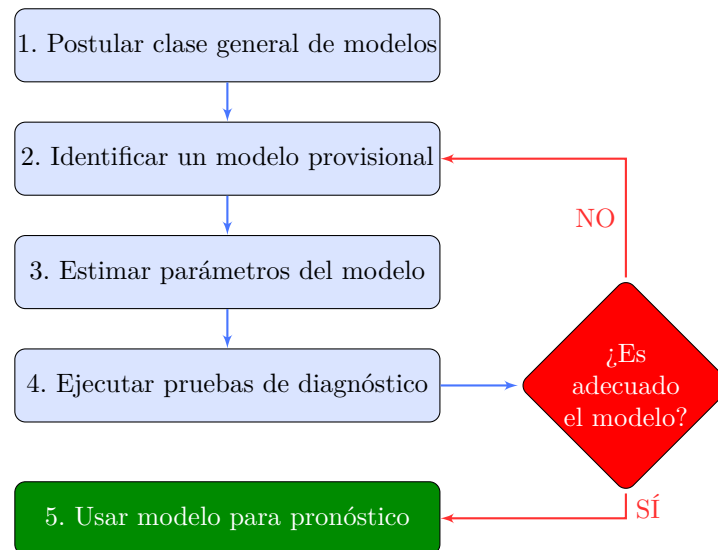 1. Postular clase general de modelos
2. Identificar un modelo provisional
NO
3. Estimar parámetros del modelo
4. Ejecutar pruebas de diagnóstico
¿Es
adecuado
el modelo?
SÍ
5. Usar modelo para pronóstico